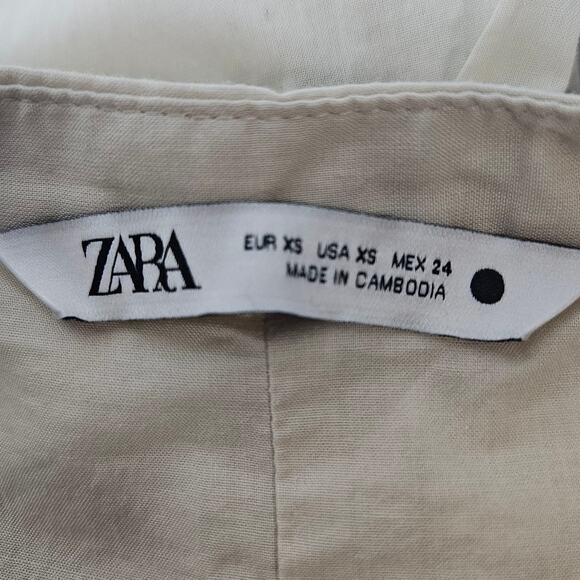 ZARA
EUR XS USA XS MEX 24
MADE IN CAMBODIA